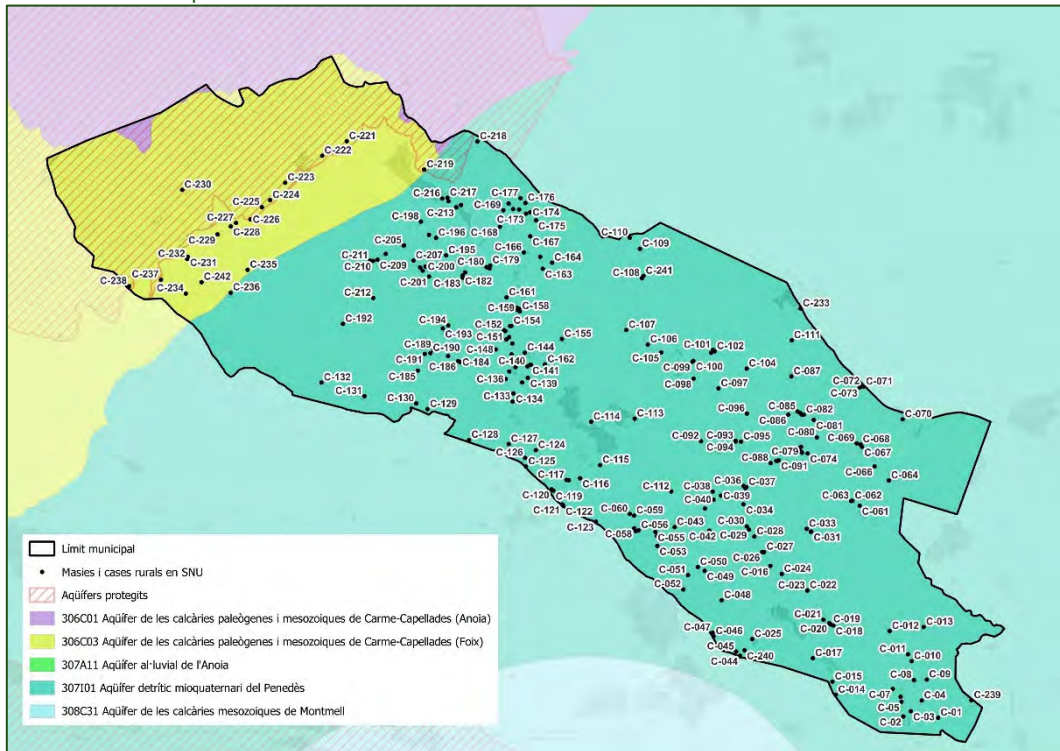 C-221
C-222
C-218
C-219
C-230
C-223
C-224
C-225
C-226
C-227
C-228
C-229
C-232
C-231
C-235
C-237
C-238
C-234
C-242
C-236
C-216
C-217
C-213
C-198
C-196
C-177
C-176
C-169
C-174
C-173
C-175
C-168
C-167
C-166
C-164
C-163
C-205
C-211
C-210
C-209
C-207
C-195
C-200
C-180
C-179
C-201
C-183
C-182
C-212
C-192
C-161
C-159
C-158
C-110
C-109
C-108
C-241
C-233
C-194
C-193
C-152
C-154
C-151
C-155
C-107
C-106
C-105
C-101
C-102
C-111
C-189
C-190
C-191
C-148
C-144
C-186
C-184
C-140
C-162
C-141
C-185
C-136
C-139
C-099
C-100
C-104
C-098
C-097
C-087
C-072
C-071
C-073
C-132
C-131
C-130
C-129
C-133
C-134
C-114
C-113
C-096
C-085
C-082
C-086
C-081
C-070
C-128
C-127
C-124
C-126
C-125
C-092
C-093
C-094
C-095
C-080
C-069
C-068
C-067
C-079
C-074
C-088
C-091
C-066
C-064
C-115
C-117
C-116
C-120
C-119
C-121
C-122
C-123
C-112
C-038
C-036
C-037
C-040
C-039
C-034
C-063
C-062
C-061
C-060
C-059
C-058
C-056
C-055
C-043
C-042
C-030
C-029
C-028
C-033
C-031
C-053
C-026
C-027
C-051
C-050
C-049
C-016
C-024
C-052
C-023
C-022
C-048
C-047
C-046
C-045
C-044
C-025
C-240
C-021
C-019
C-020
C-018
C-012
C-013
C-017
C-011
C-010
C-015
C-014
C-08
C-09
C-07
C-04
C-05
C-239
C-02
C-03
C-01
Límit municipal
Masies i cases rurals en SNU
Aqüífers protegits
306C01 Aqüífer de les calcàries paleògenes i mesozoiques de Carme-Capellades (Anoia)
306C03 Aqüífer de les calcàries paleògenes i mesozoiques de Carme-Capellades (Foix)
307A11 Aqüífer al·luvial de l'Anoia
307I01 Aqüífer detrític mioquaternari del Penedès
308C31 Aqüífer de les calcàries mesozoiques de Montmell